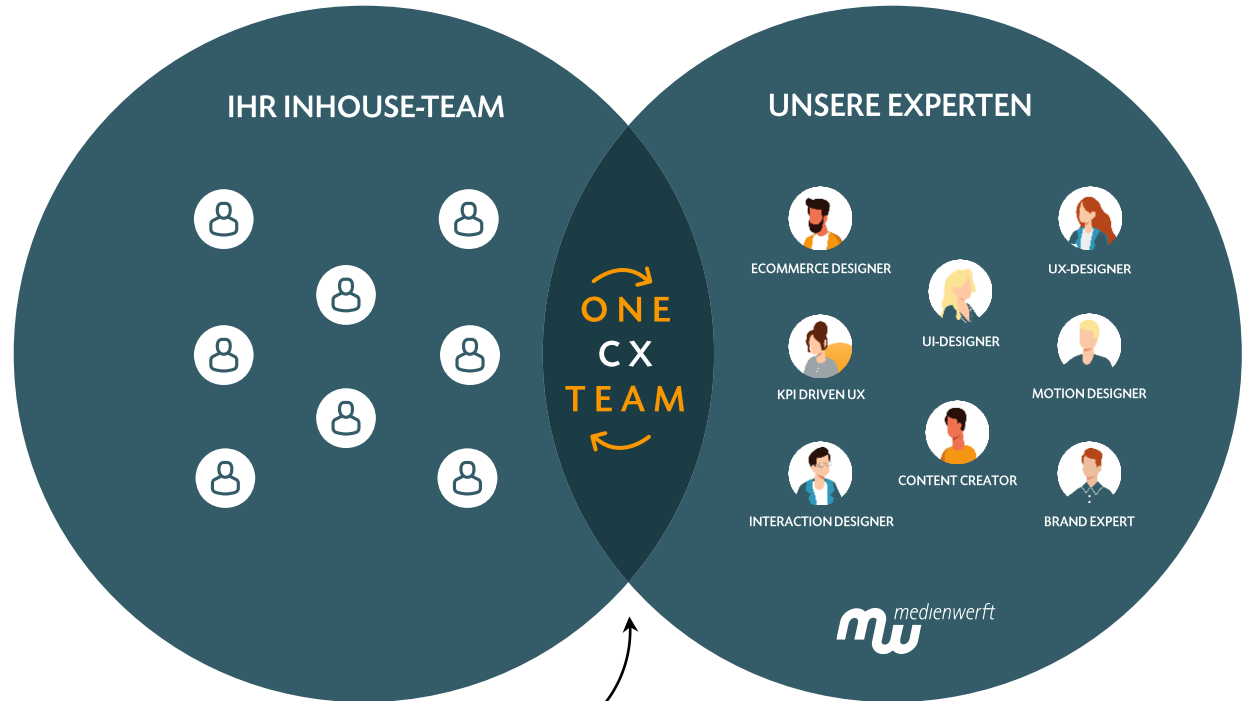 IHR INHOUSE-TEAM
ONE
CX
TEAM
UNSERE EXPERTEN
ECOMMERCE DESIGNER
UX-DESIGNER
UI-DESIGNER
KPI DRIVEN UX
MOTION DESIGNER
CONTENT CREATOR
INTERACTION DESIGNER
BRAND EXPERT
mw medienwerft